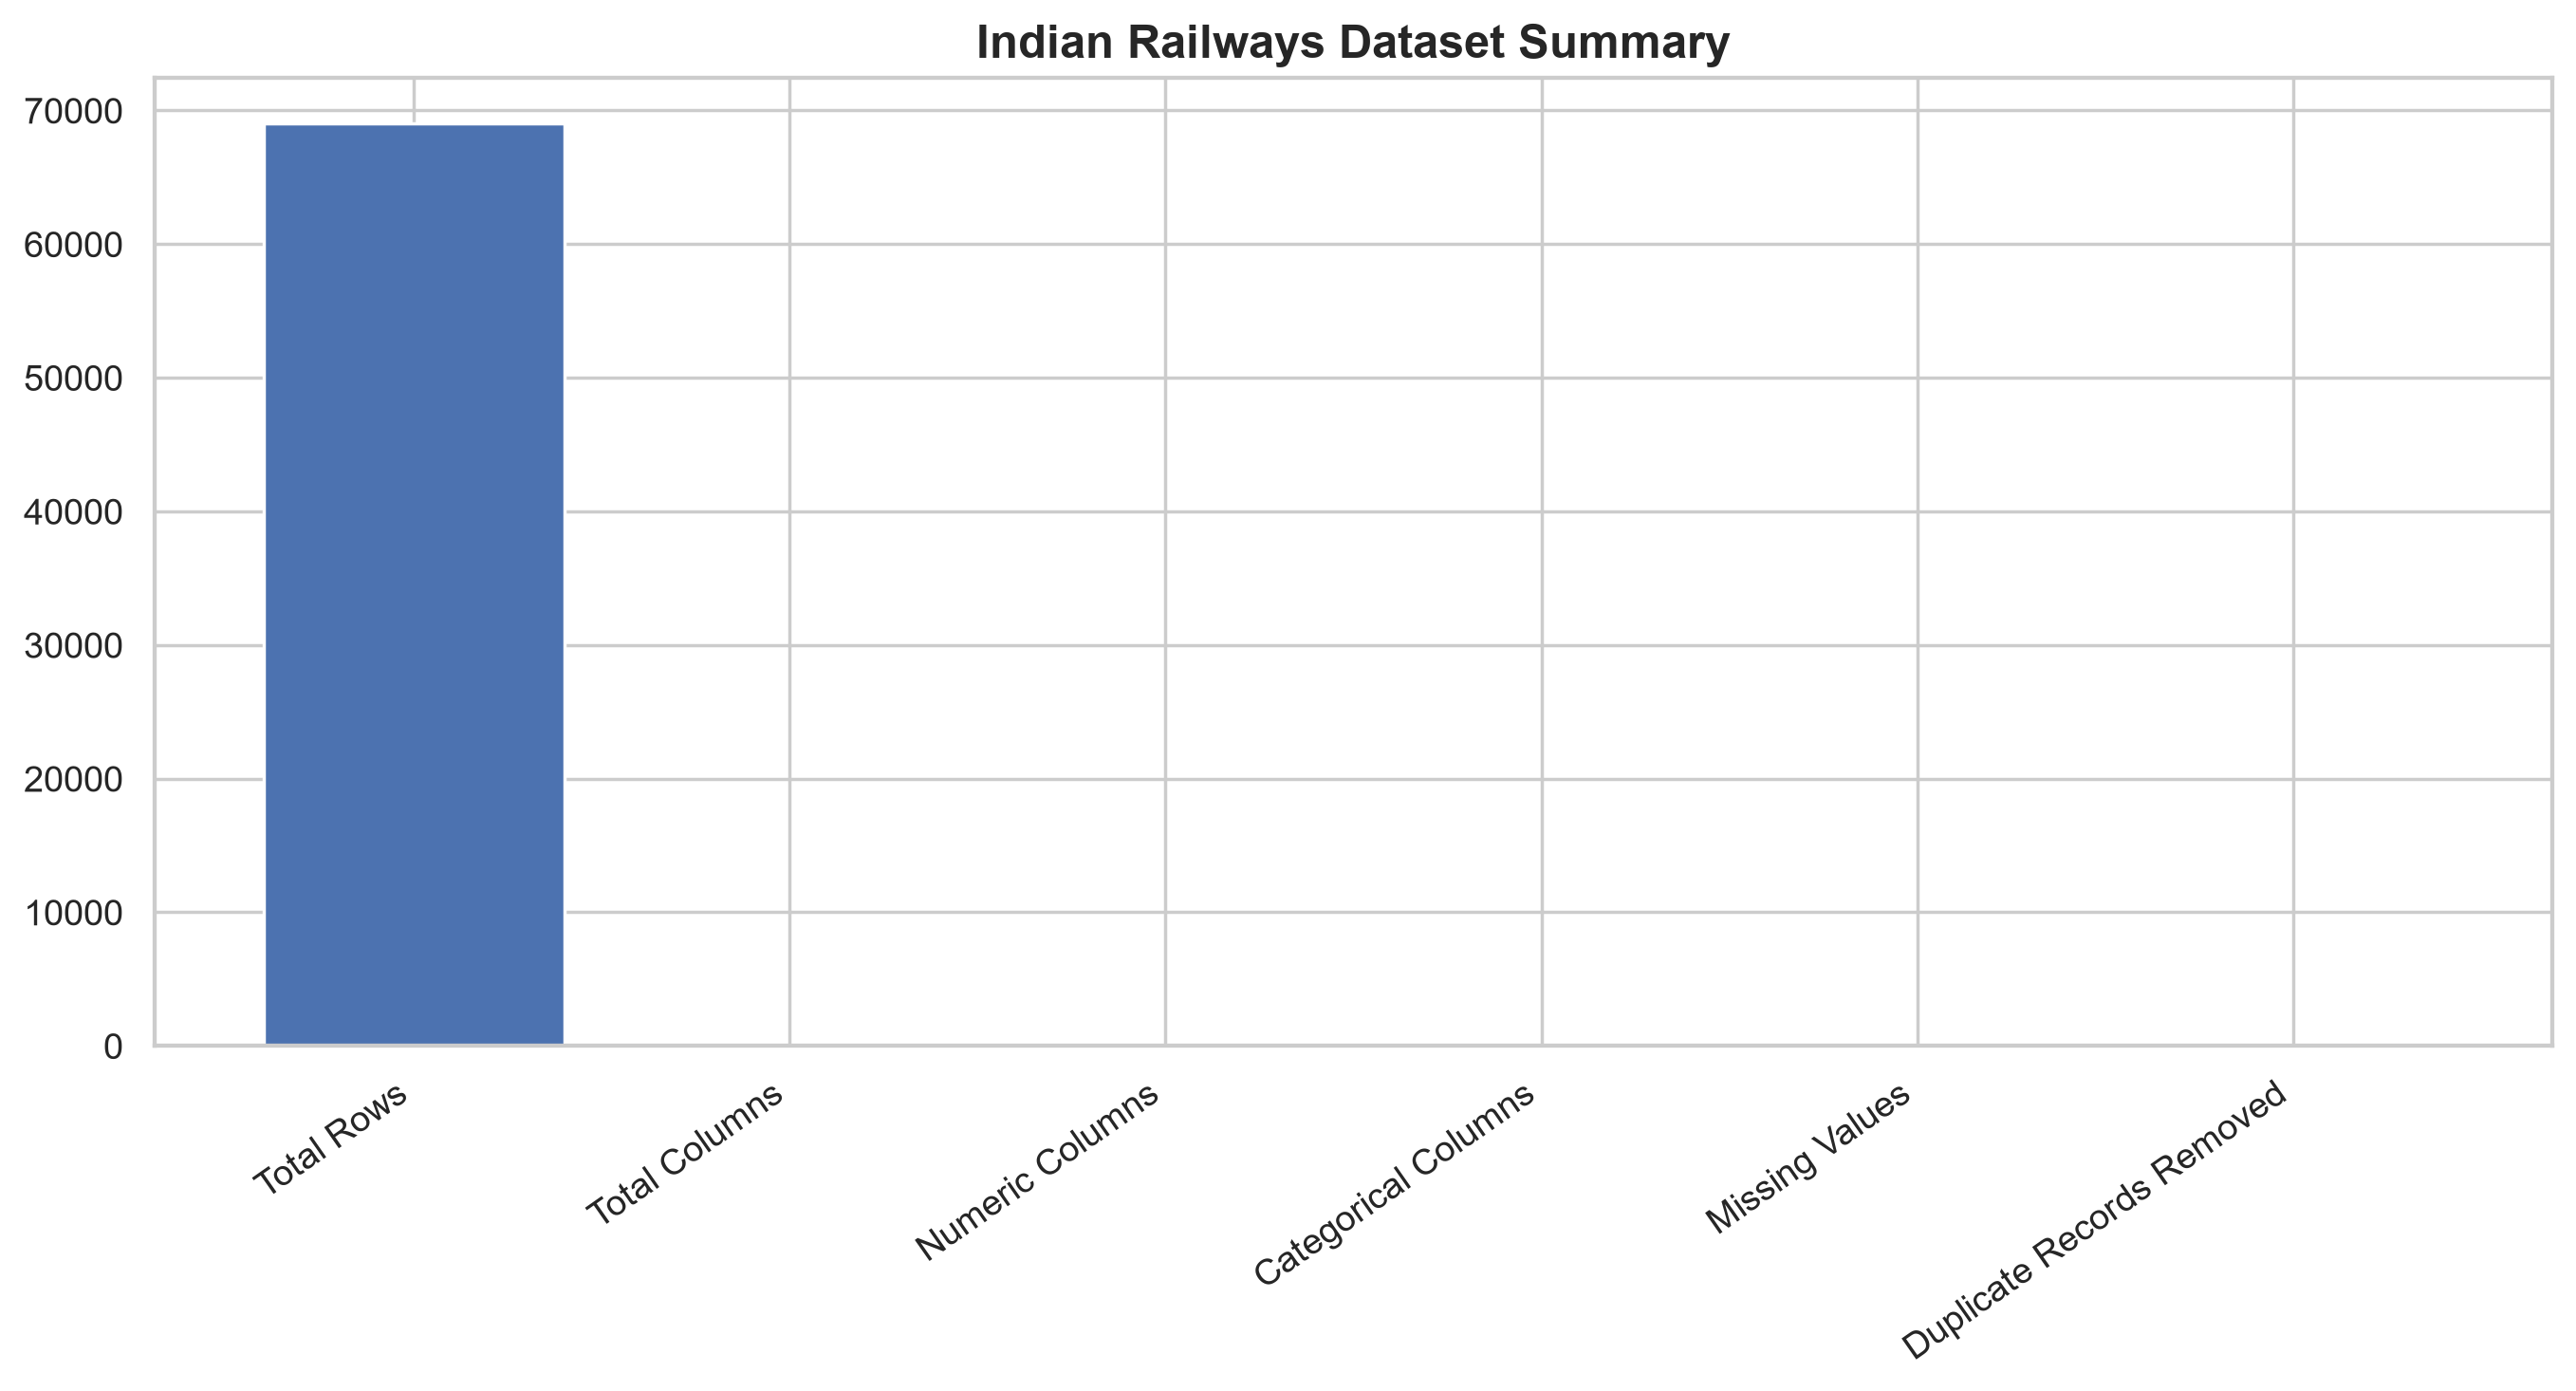 Indian Railways Dataset Summary
70000
60000
50000
40000
30000
20000
10000
0
Total Rows
Total Columns
Numeric Columns
Categorical Columns
Missing Values
Duplicate Records Removed